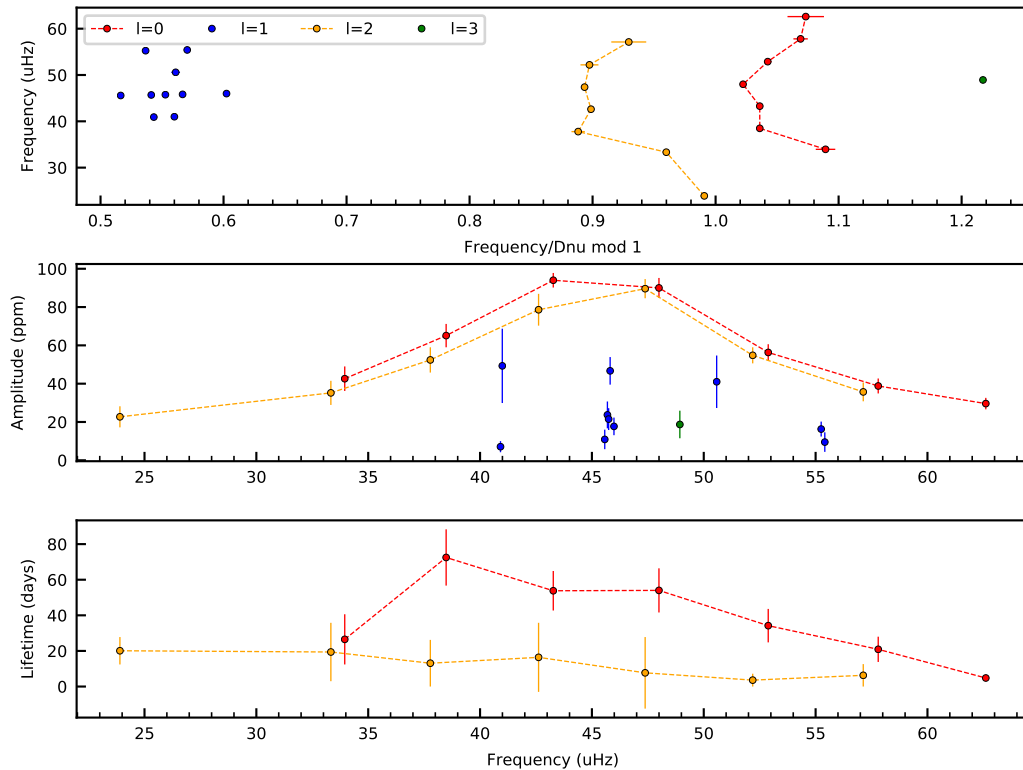 l=0 l=1 l=2 l=3
Frequency (uHz)
60
50
40
30
0.5 0.6 0.7 0.8 0.9 1.0 1.1 1.2
Frequency/Dnu mod 1
Amplitude (ppm)
100
80
60
40
20
0
25 30 35 40 45 50 55 60
Lifetime (days)
80
60
40
20
0
25 30 35 40 45 50 55 60
Frequency (uHz)